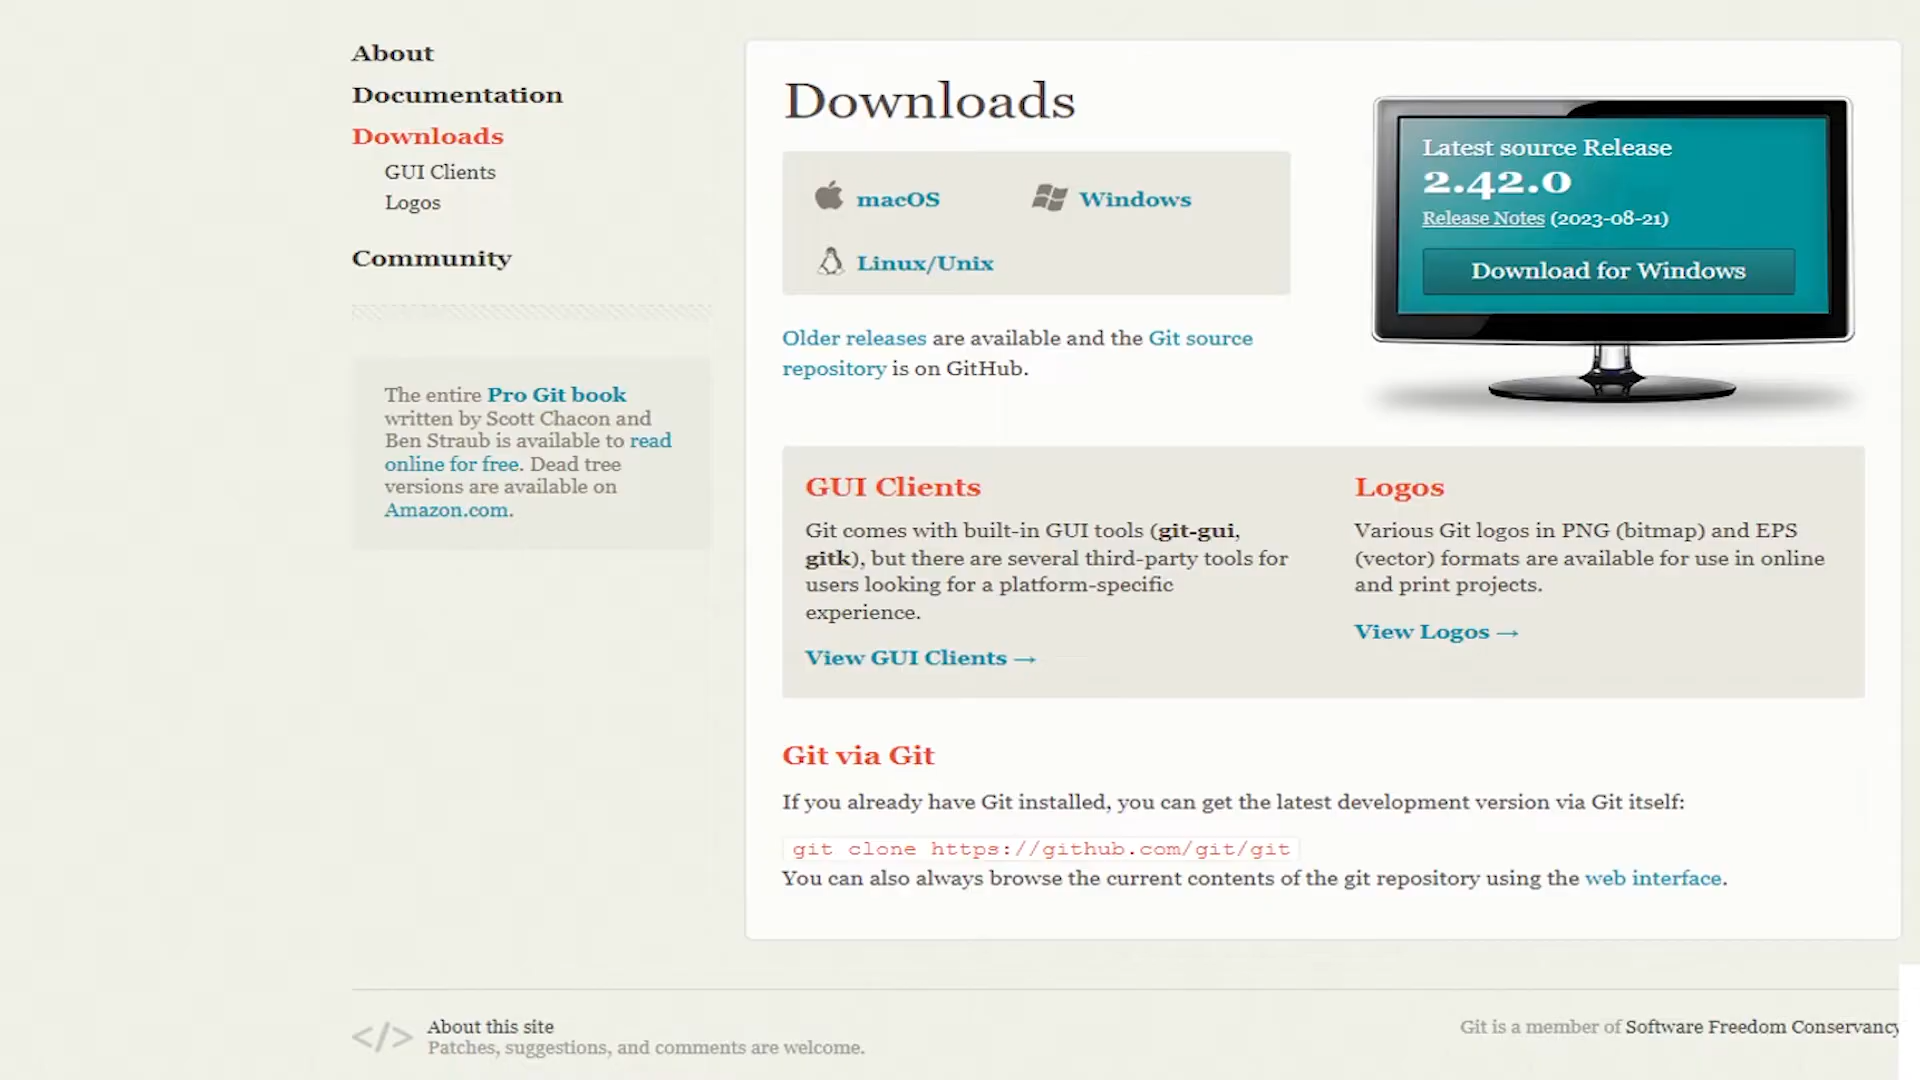 About
Documentation
Downloads
GUI Clients
Logos
Community
The entire Pro Git book
written by Scott Chacon and
Ben Straub is available to read
online for free. Dead tree
versions are available on
Amazon.com.
Downloads
macOS
Windows
Linux/Unix
Older releases are available and the Git source
repository is on GitHub.
Latest source Release
2.42.0
Release Notes (2023-08-21)
Download for Windows
GUI Clients
Git comes with built-in GUI tools (git-gui,
gitk), but there are several third-party tools for
users looking for a platform-specific
experience.
View GUI Clients →
Logos
Various Git logos in PNG (bitmap) and EPS
(vector) formats are available for use in online
and print projects.
View Logos →
Git via Git
If you already have Git installed, you can get the latest development version via Git itself:
git clone https://github.com/git/git
You can also always browse the current contents of the git repository using the web interface.
</> About this site
Patches, suggestions, and comments are welcome.
Git is a member of Software Freedom Conservancy